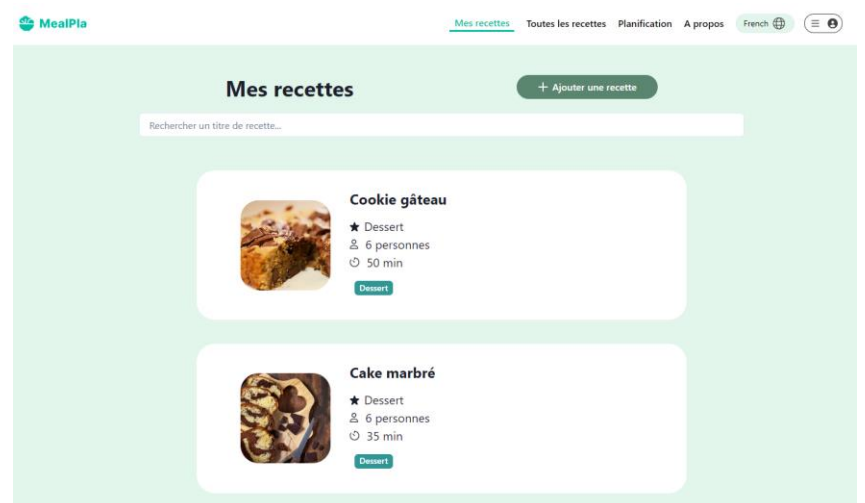 MealPla
Mes recettes Toutes les recettes Planification A propos French
Mes recettes
+ Ajouter une recette
Rechercher un titre de recette...
Cookie gâteau
Dessert
6 personnes
50 min
Dessert
Cake marbré
Dessert
6 personnes
35 min
Dessert